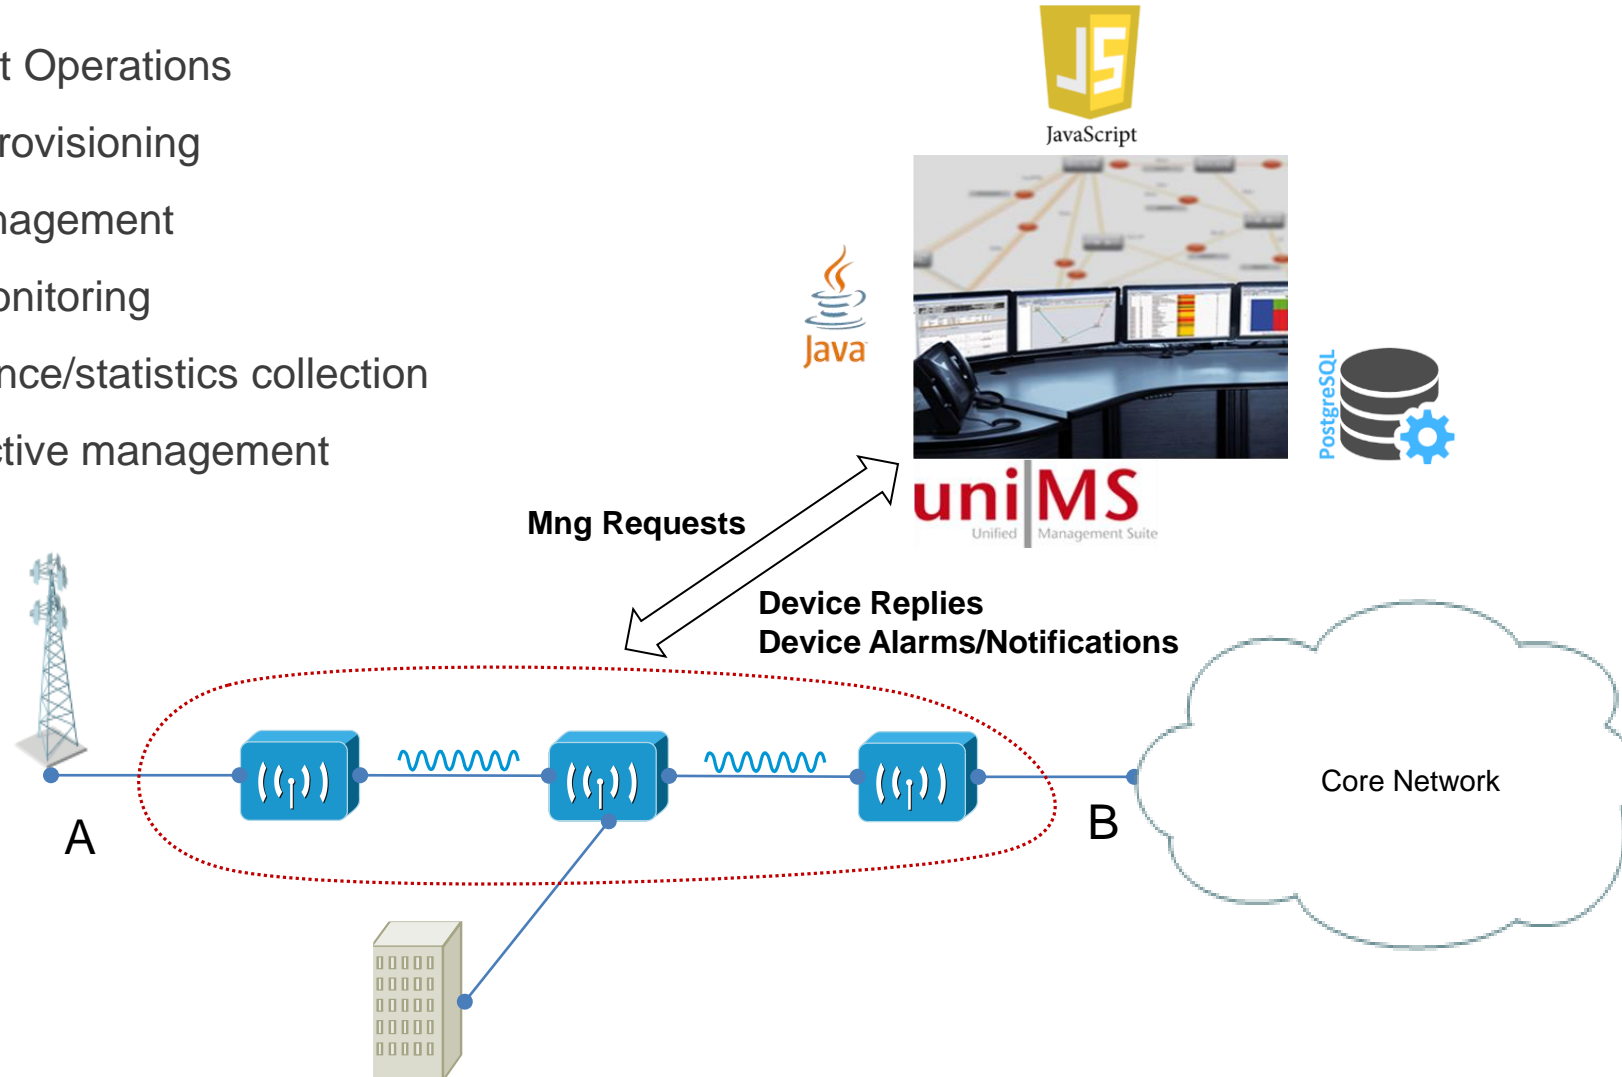 t Operations
rovisioning
nagement
onitoring
nce/statistics collection
ctive management
JS
JavaScript
Java
PostgreSQL
uni MS
Unified Management Suite
Mng Requests
Device Replies
Device Alarms/Notifications
A
B
Core Network